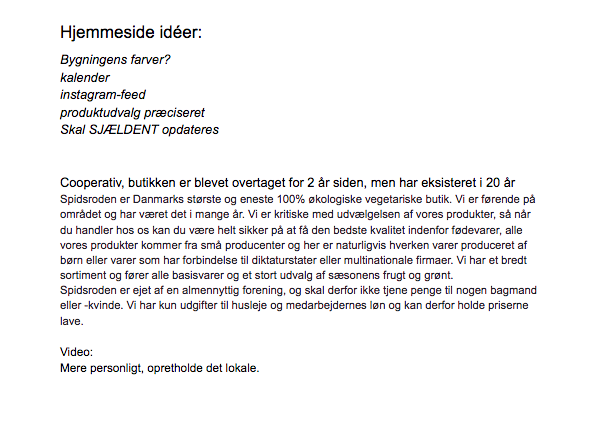 Hjemmeside idéer:
Bygningens farver?
kalender
instagram-feed
produktudvalg præciseret
Skal SJÆLDENT opdateres
Cooperativ, butikken er blevet overtaget for 2 år siden, men har eksisteret i 20 år
Spidsroden er Danmarks største og eneste 100% økologiske vegetariske butik. Vi er førende på
området og har været det i mange år. Vi er kritiske med udvælgelsen af vores produkter, så når
du handler hos os kan du være helt sikker på at få den bedste kvalitet indenfor fødevarer, alle
vores produkter kommer fra små producenter og her er naturligvis hverken varer produceret af
børn eller varer som har forbindelse til diktaturstater eller multinationale firmaer. Vi har et bredt
sortiment og fører alle basisvarer og et stort udvalg af sæsonens frugt og grønt.
Spidsroden er ejet af en almennyttig forening, og skal derfor ikke tjene penge til nogen bagmand
eller -kvinde. Vi har kun udgifter til husleje og medarbejdernes løn og kan derfor holde priserne
lave.
Video:
Mere personligt, opretholde det lokale.